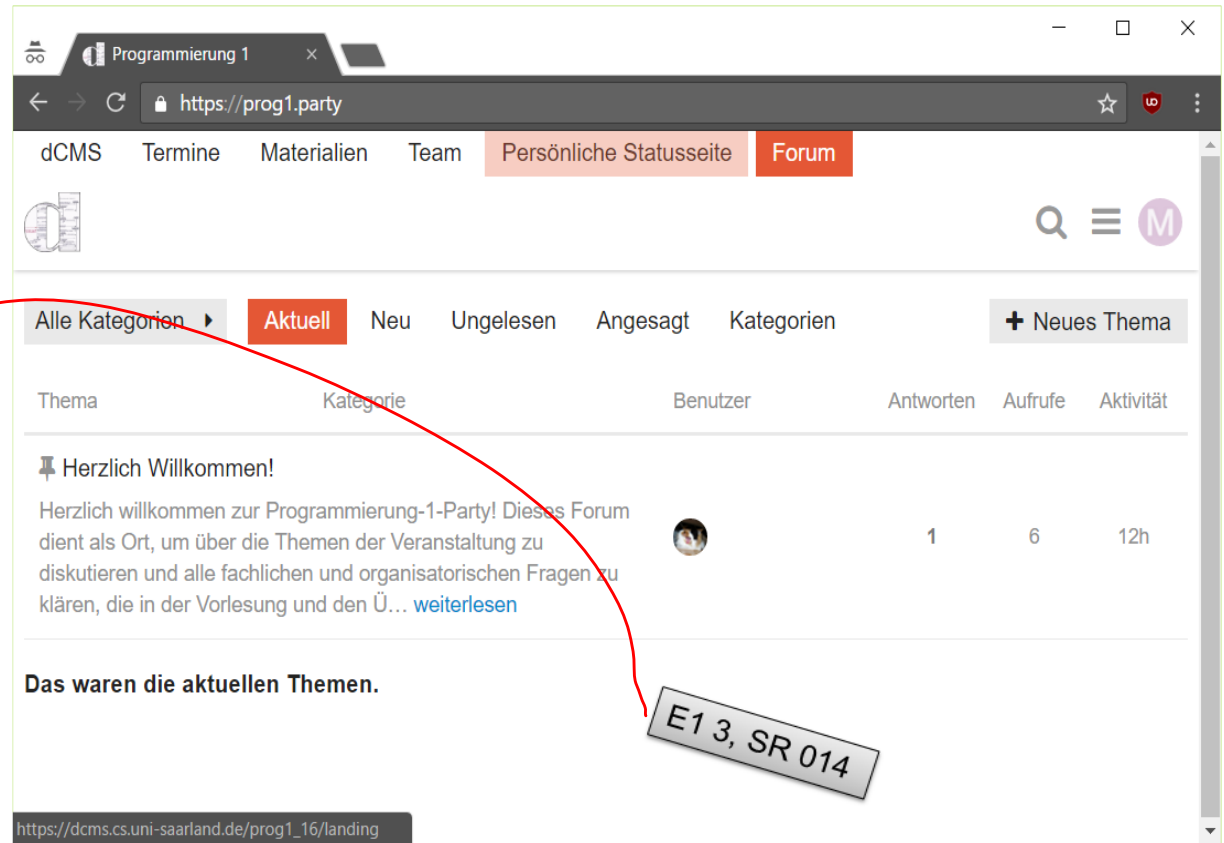 Programmierung 1
https://prog1.party
dCMS Termine Materialien Team Persönliche Statusseite Forum
M
Alle Kategorien Aktuell Neu Ungelesen Angesagt Kategorien + Neues Thema
Thema Kategorie Benutzer Antworten Aufrufe Aktivität
Herzlich Willkommen!
Herzlich willkommen zur Programmierung-1-Party! Dieses Forum
dient als Ort, um über die Themen der Veranstaltung zu
diskutieren und alle fachlichen und organisatorischen Fragen zu
klären, die in der Vorlesung und den Ü… weiterlesen
1 6 12h
Das waren die aktuellen Themen.
E1 3, SR 014
https://dcms.cs.uni-saarland.de/prog1_16/landing